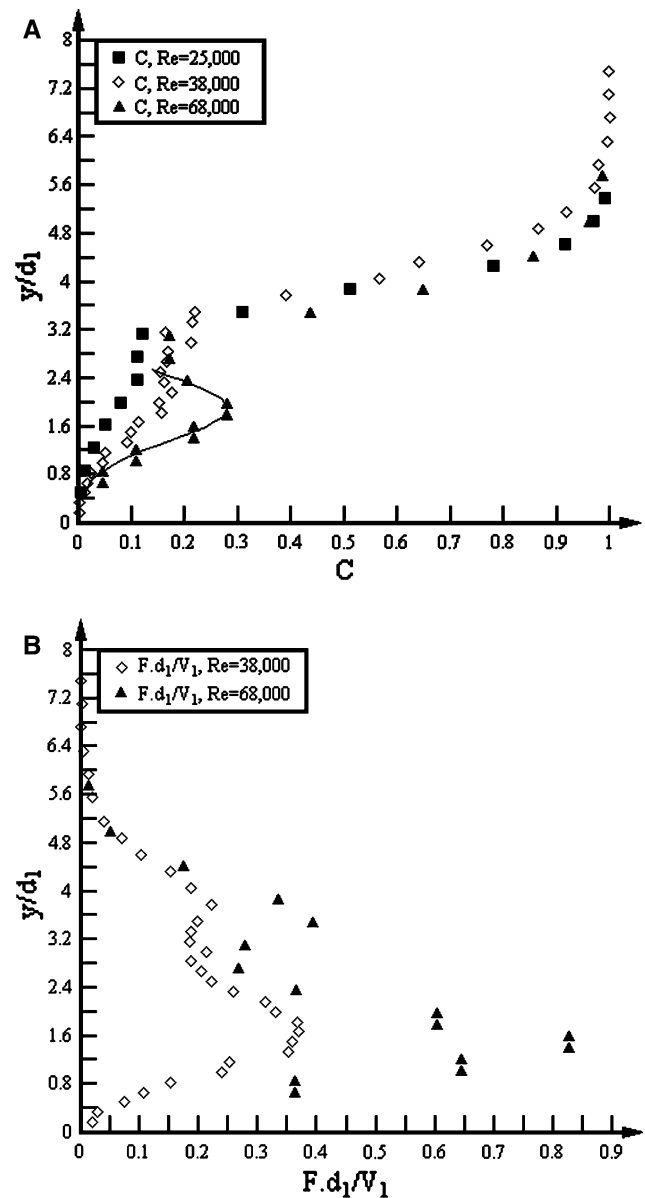 A
8
C, Re=25,000
C, Re=38,000
C, Re=68,000
7.2
6.4
5.6
4.8
4
3.2
2.4
1.6
0.8
0
y/d1
0 0.1 0.2 0.3 0.4 0.5 0.6 0.7 0.8 0.9 1
C
B
8
F.d1/V1, Re=38,000
F.d1/V1, Re=68,000
7.2
6.4
5.6
4.8
4
3.2
2.4
1.6
0.8
0
y/d1
0 0.1 0.2 0.3 0.4 0.5 0.6 0.7 0.8 0.9
F.d1/V1